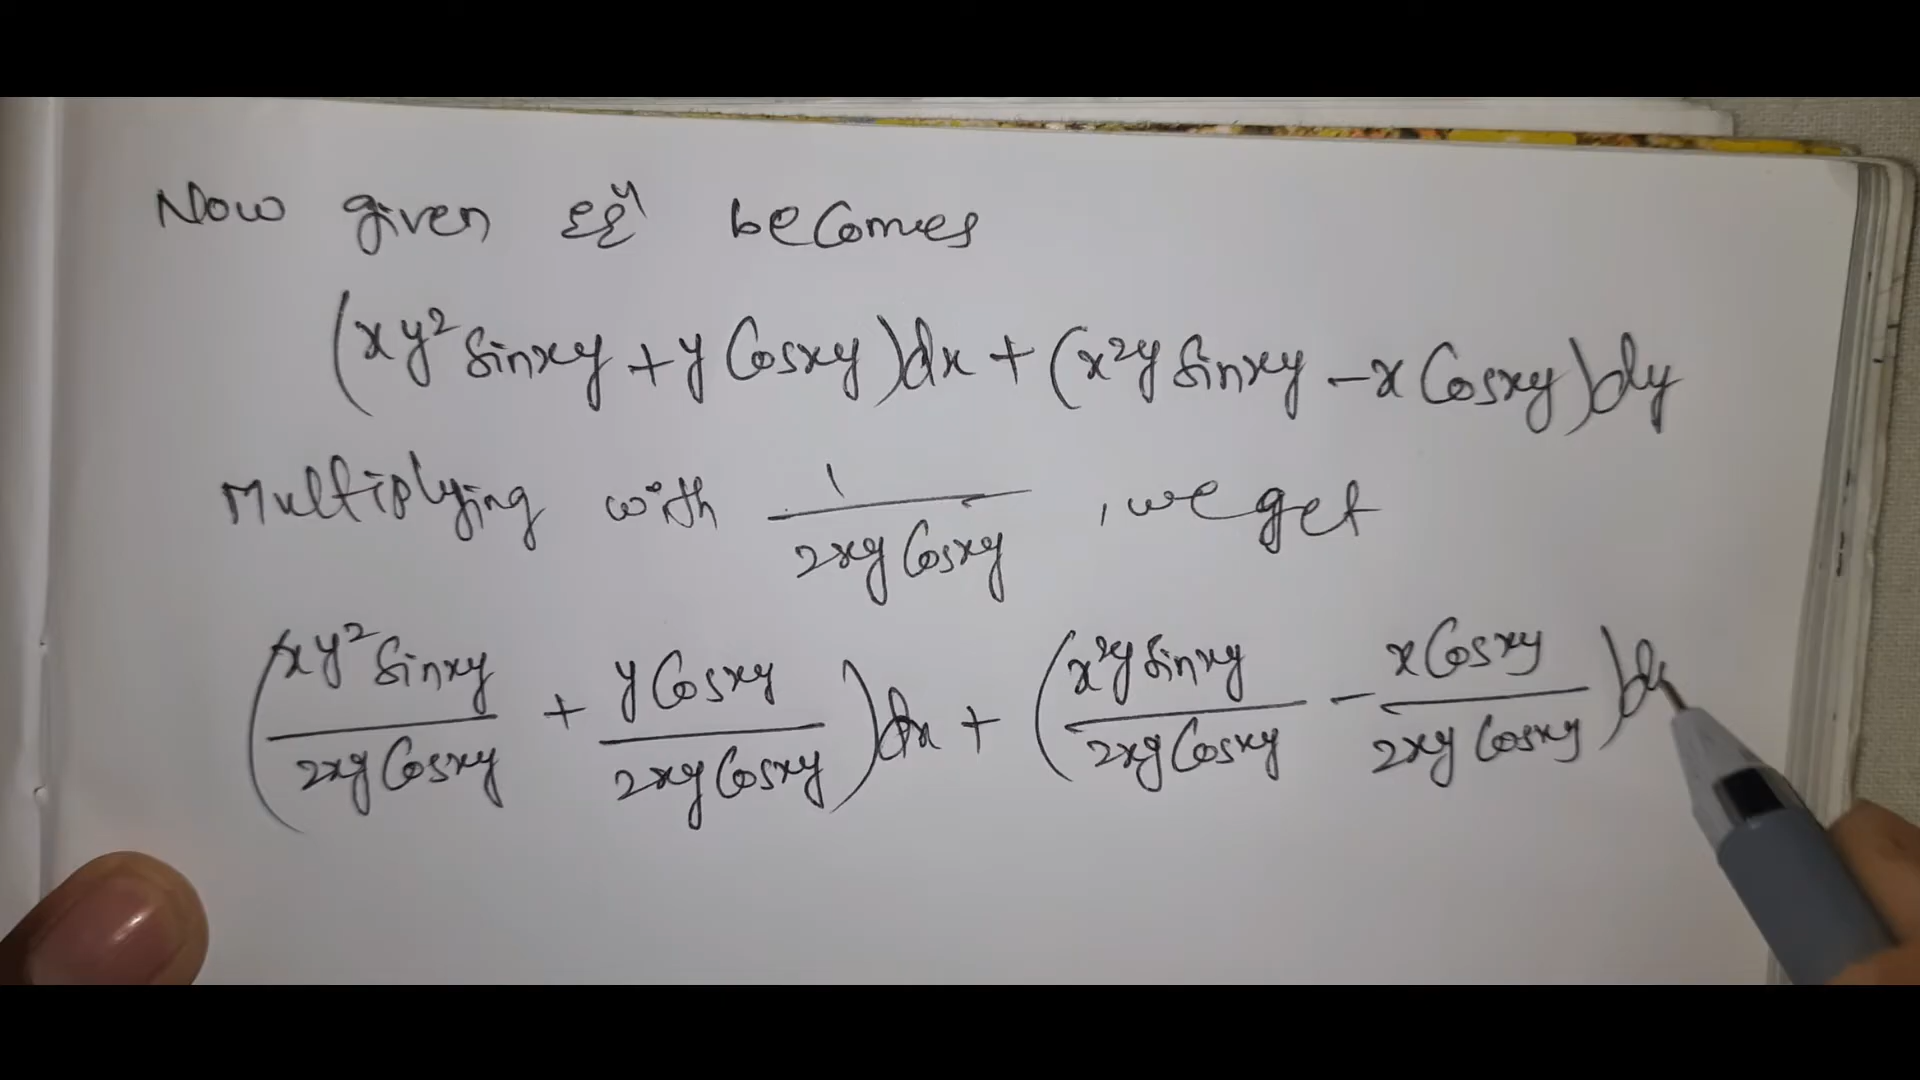 Now given becomes
(xy² Sinxy + y Cosxy)dx + (x²y Sinxy - x Cosxy)dy
Multiplying with 1/(2xy Cosxy), we get
(xy² Sinxy/(2xy Cosxy) + y Cosxy/(2xy Cosxy))dx + (x²y Sinxy/(2xy Cosxy) - x Cosxy/(2xy Cosxy))dy